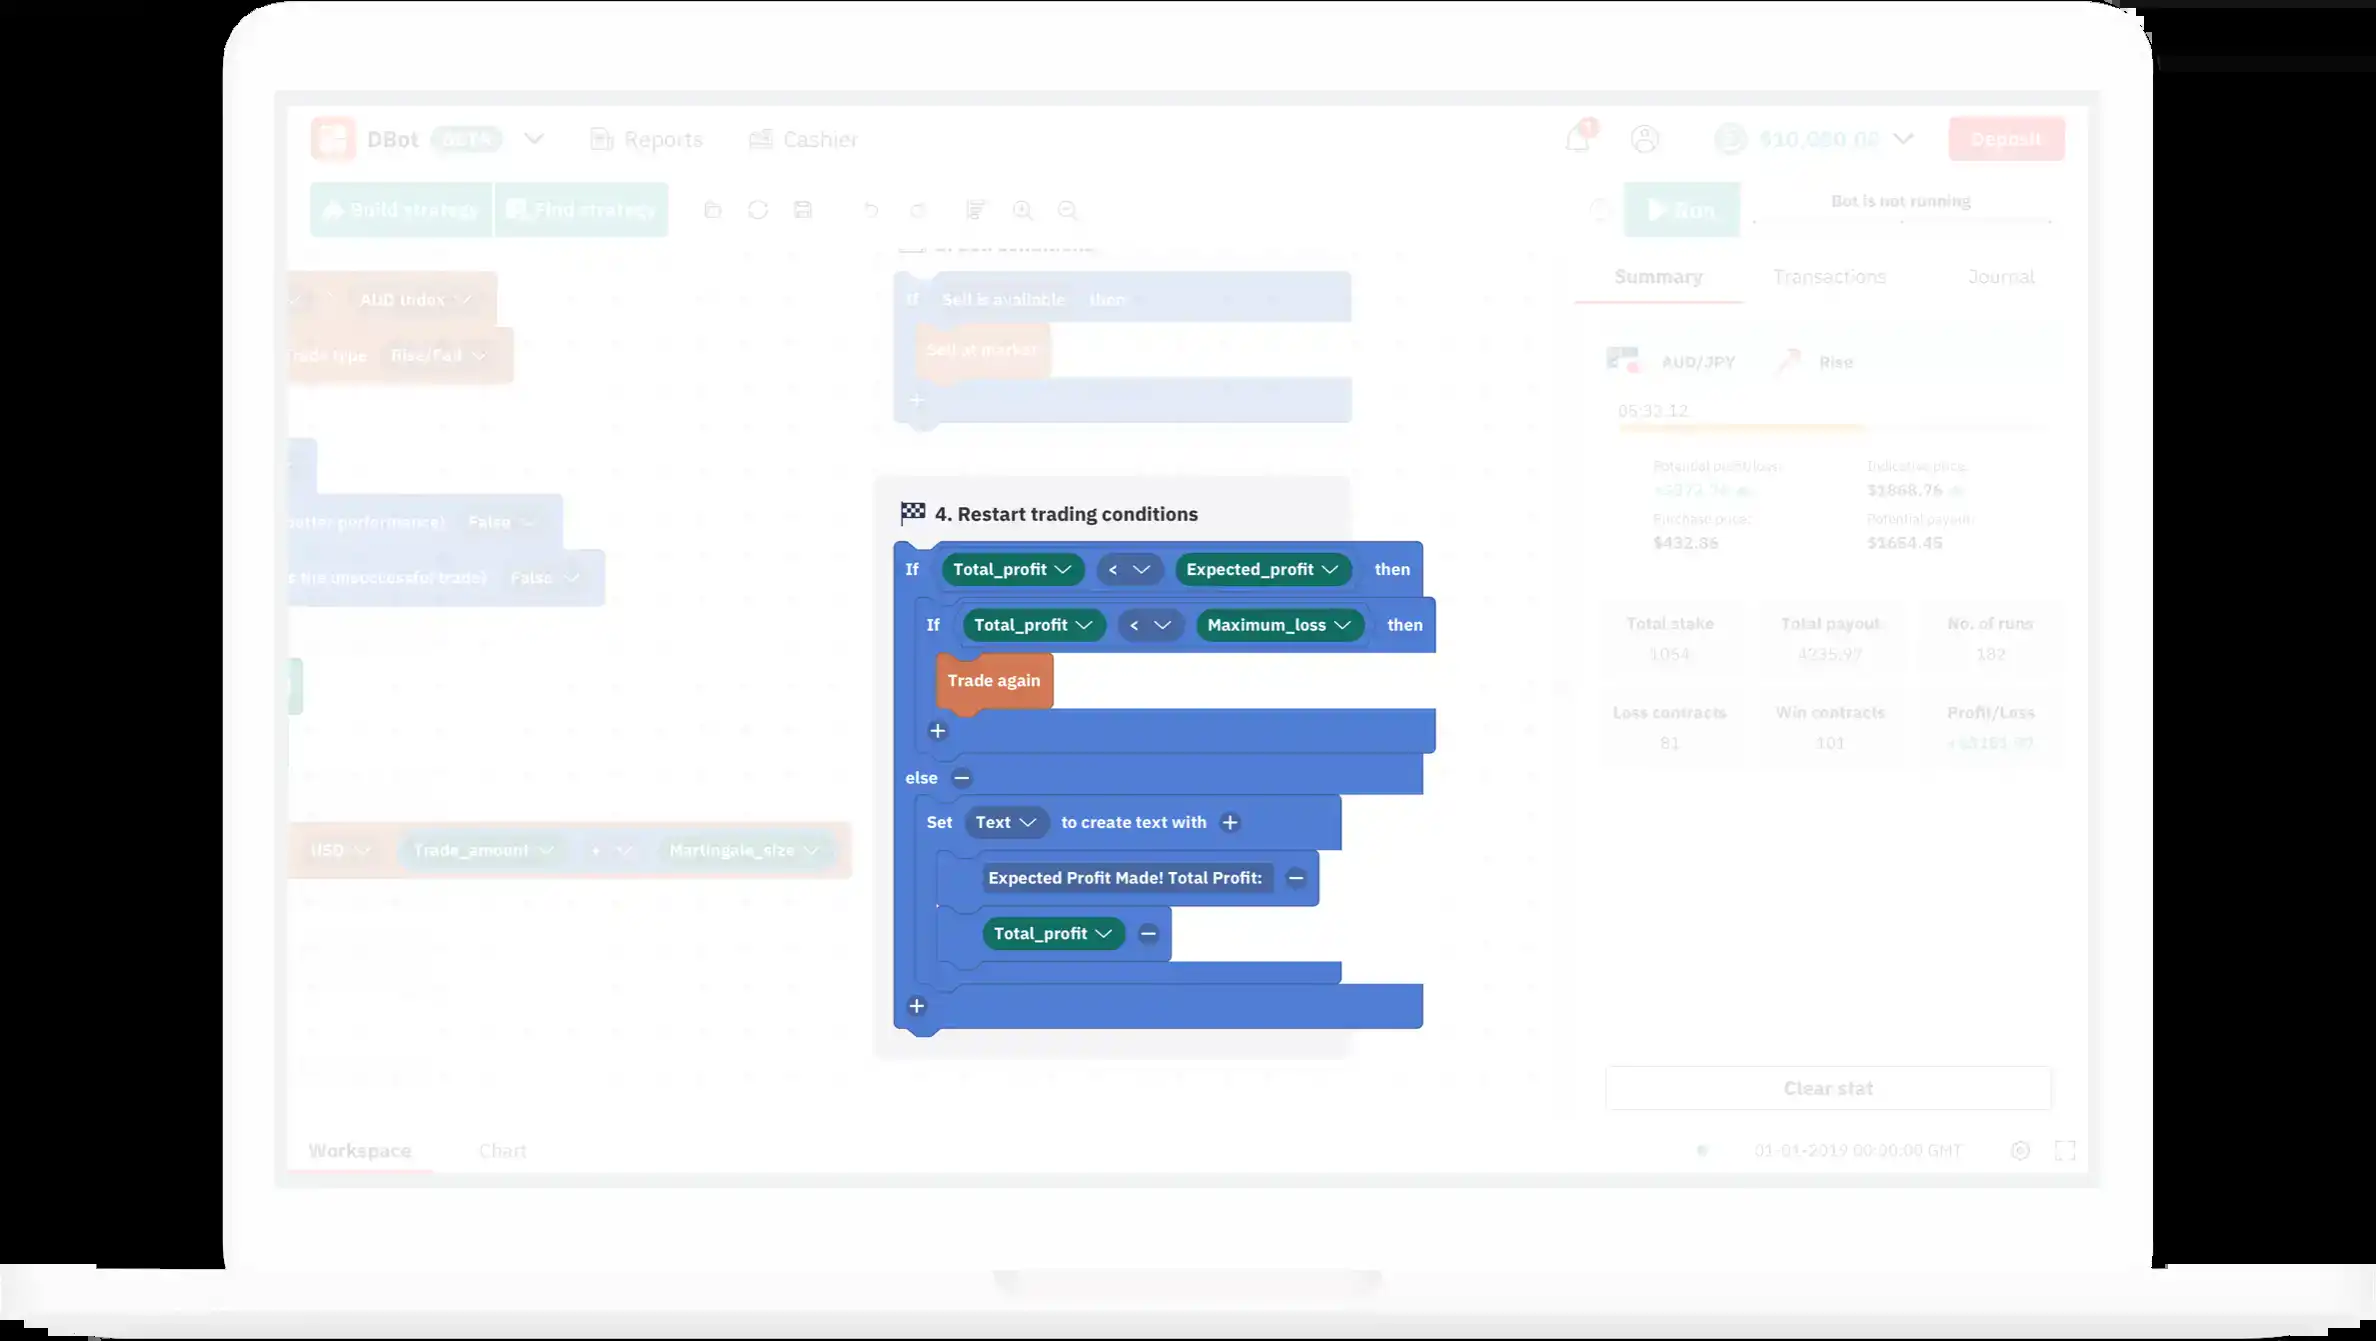 DBot BETA Reports Cashier $10,000.00 Deposit
Build strategy Find strategy Run Bot is not running
Summary Transactions Journal
AUD Index
If Sell is available then
Trade type Rise/Fall
Sell at market
AUD/JPY Rise
05:33.12
Potential profit/loss: Indicative price:
$1868.76
Purchase price: Potential payout:
$432.86 $1654.45
better performance) False
s the unsuccessful trade) False
4. Restart trading conditions
If Total_profit < Expected_profit then
If Total_profit < Maximum_loss then
Trade again
else
Set Text to create text with
Expected Profit Made! Total Profit:
Total_profit
USD Trade_amount Martingale_size
Total stake Total payout No. of runs
1054 4235.97 182
Loss contracts Win contracts Profit/Loss
81 101
Clear stat
Workspace Chart 01-01-2019 00:00:00 GMT